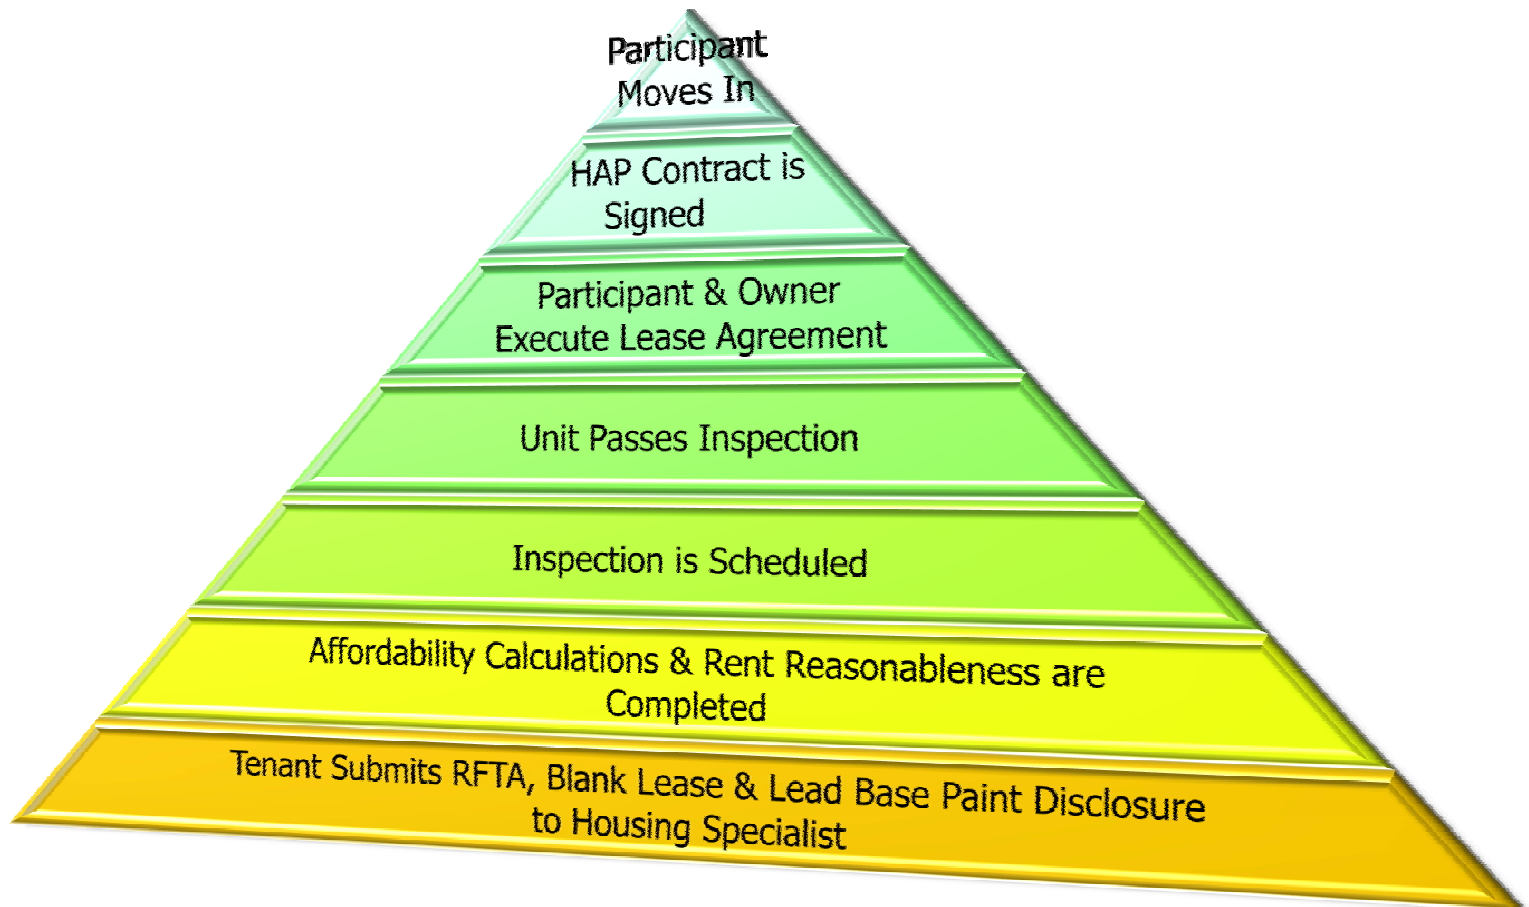 Participant
Moves In
HAP Contract is
Signed
Participant & Owner
Execute Lease Agreement
Unit Passes Inspection
Inspection is Scheduled
Affordability Calculations & Rent Reasonableness are
Completed
Tenant Submits RFTA, Blank Lease & Lead Base Paint Disclosure
to Housing Specialist